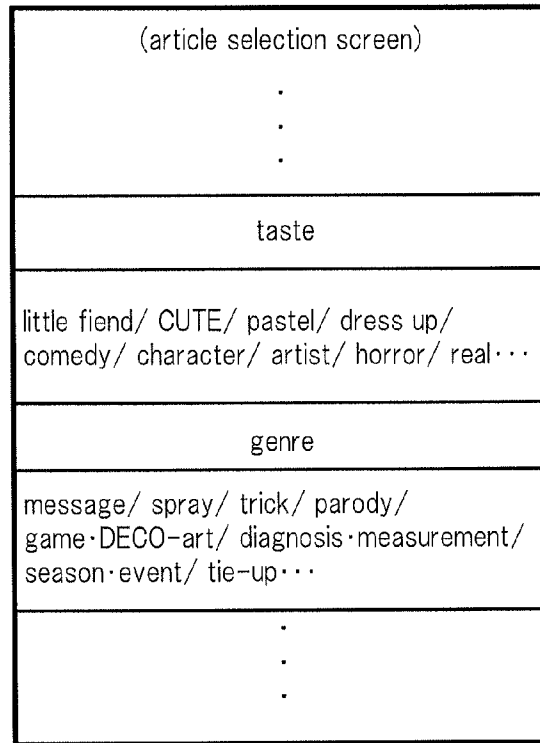 (article selection screen)
taste
little fiend/ CUTE/ pastel/ dress up/
comedy/ character/ artist/ horror/ real···
genre
message/ spray/ trick/ parody/
game·DECO-art/ diagnosis·measurement/
season·event/ tie-up···